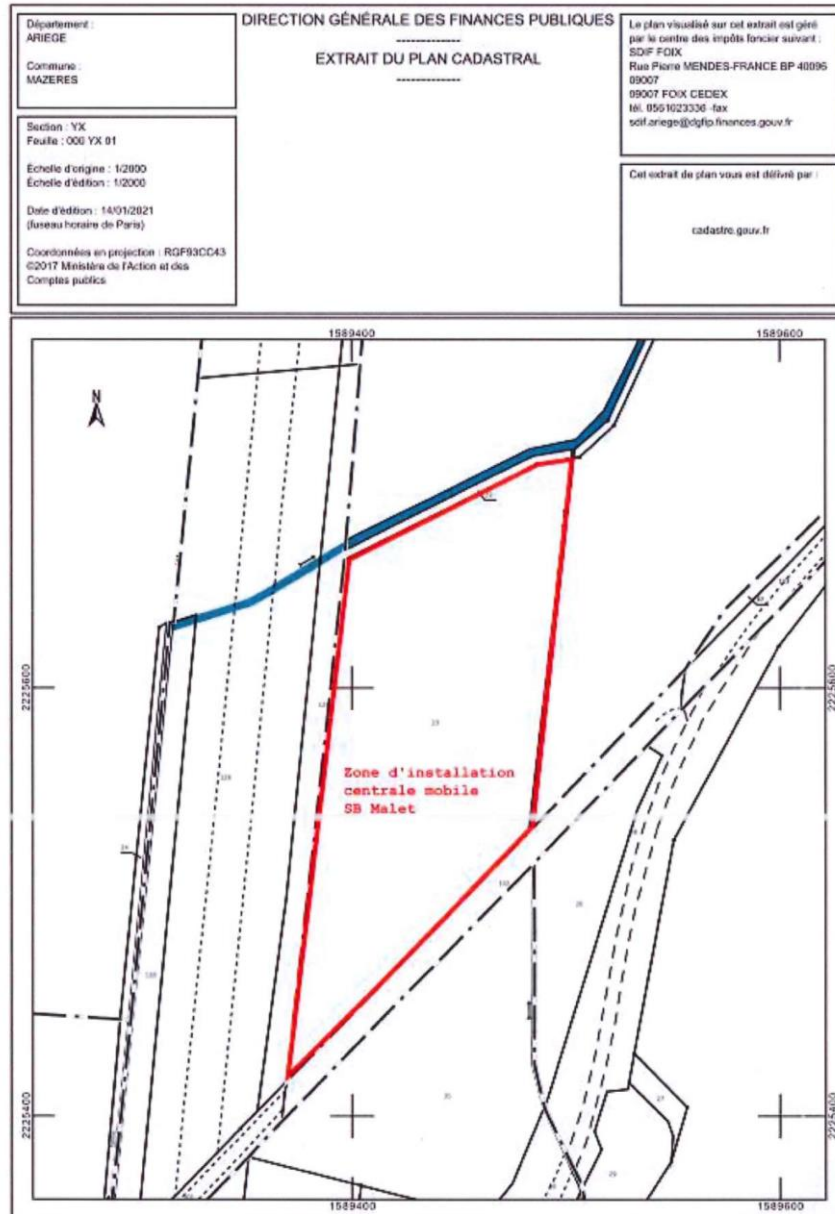 Département :
ARIEGE
Commune :
MAZERES
Section : YX
Feuille : 000 YX 01
Échelle d'origine : 1/2000
Échelle d'édition : 1/2000
Date d'édition : 14/01/2021
(fuseau horaire de Paris)
Coordonnées en projection : RGF93CC43
©2017 Ministère de l'Action et des
Comptes publics
DIRECTION GÉNÉRALE DES FINANCES PUBLIQUES
-------------
EXTRAIT DU PLAN CADASTRAL
-------------
Le plan visualisé sur cet extrait est géré
par le centre des impôts foncier suivant :
SDIF FOIX
Rue Pierre MENDES-FRANCE BP 40096
09007
09007 FOIX CEDEX
tél. 0561023336 -fax
sdif.ariege@dgfip.finances.gouv.fr
Cet extrait de plan vous est délivré par :
cadastre.gouv.fr
1589400
1589600
N
2225600
2225600
Zone d'installation
centrale mobile
SB Malet
2225400
2225400
1589400
1589600